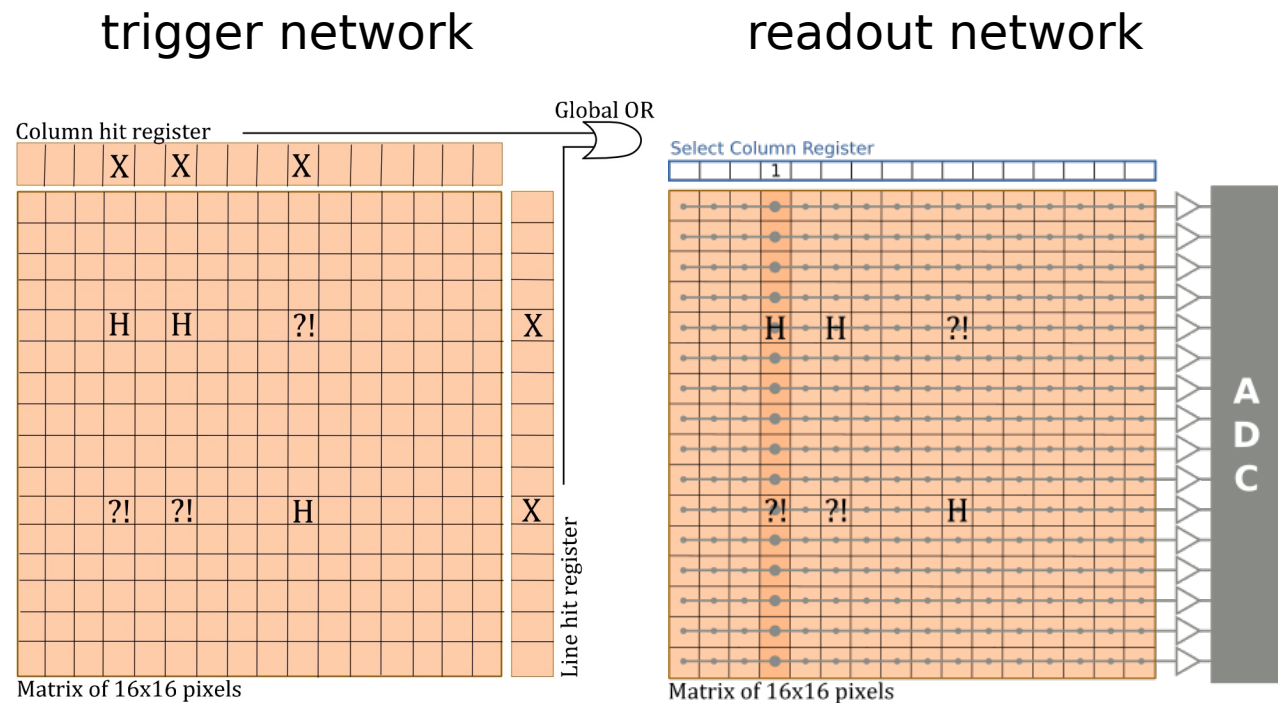 trigger network
readout network
Global OR
Column hit register
X X X
Select Column Register
1
H H ?!
X
H H ?!
?! ?! H
X
?! ?! H
Line hit register
A
D
C
Matrix of 16x16 pixels
Matrix of 16x16 pixels